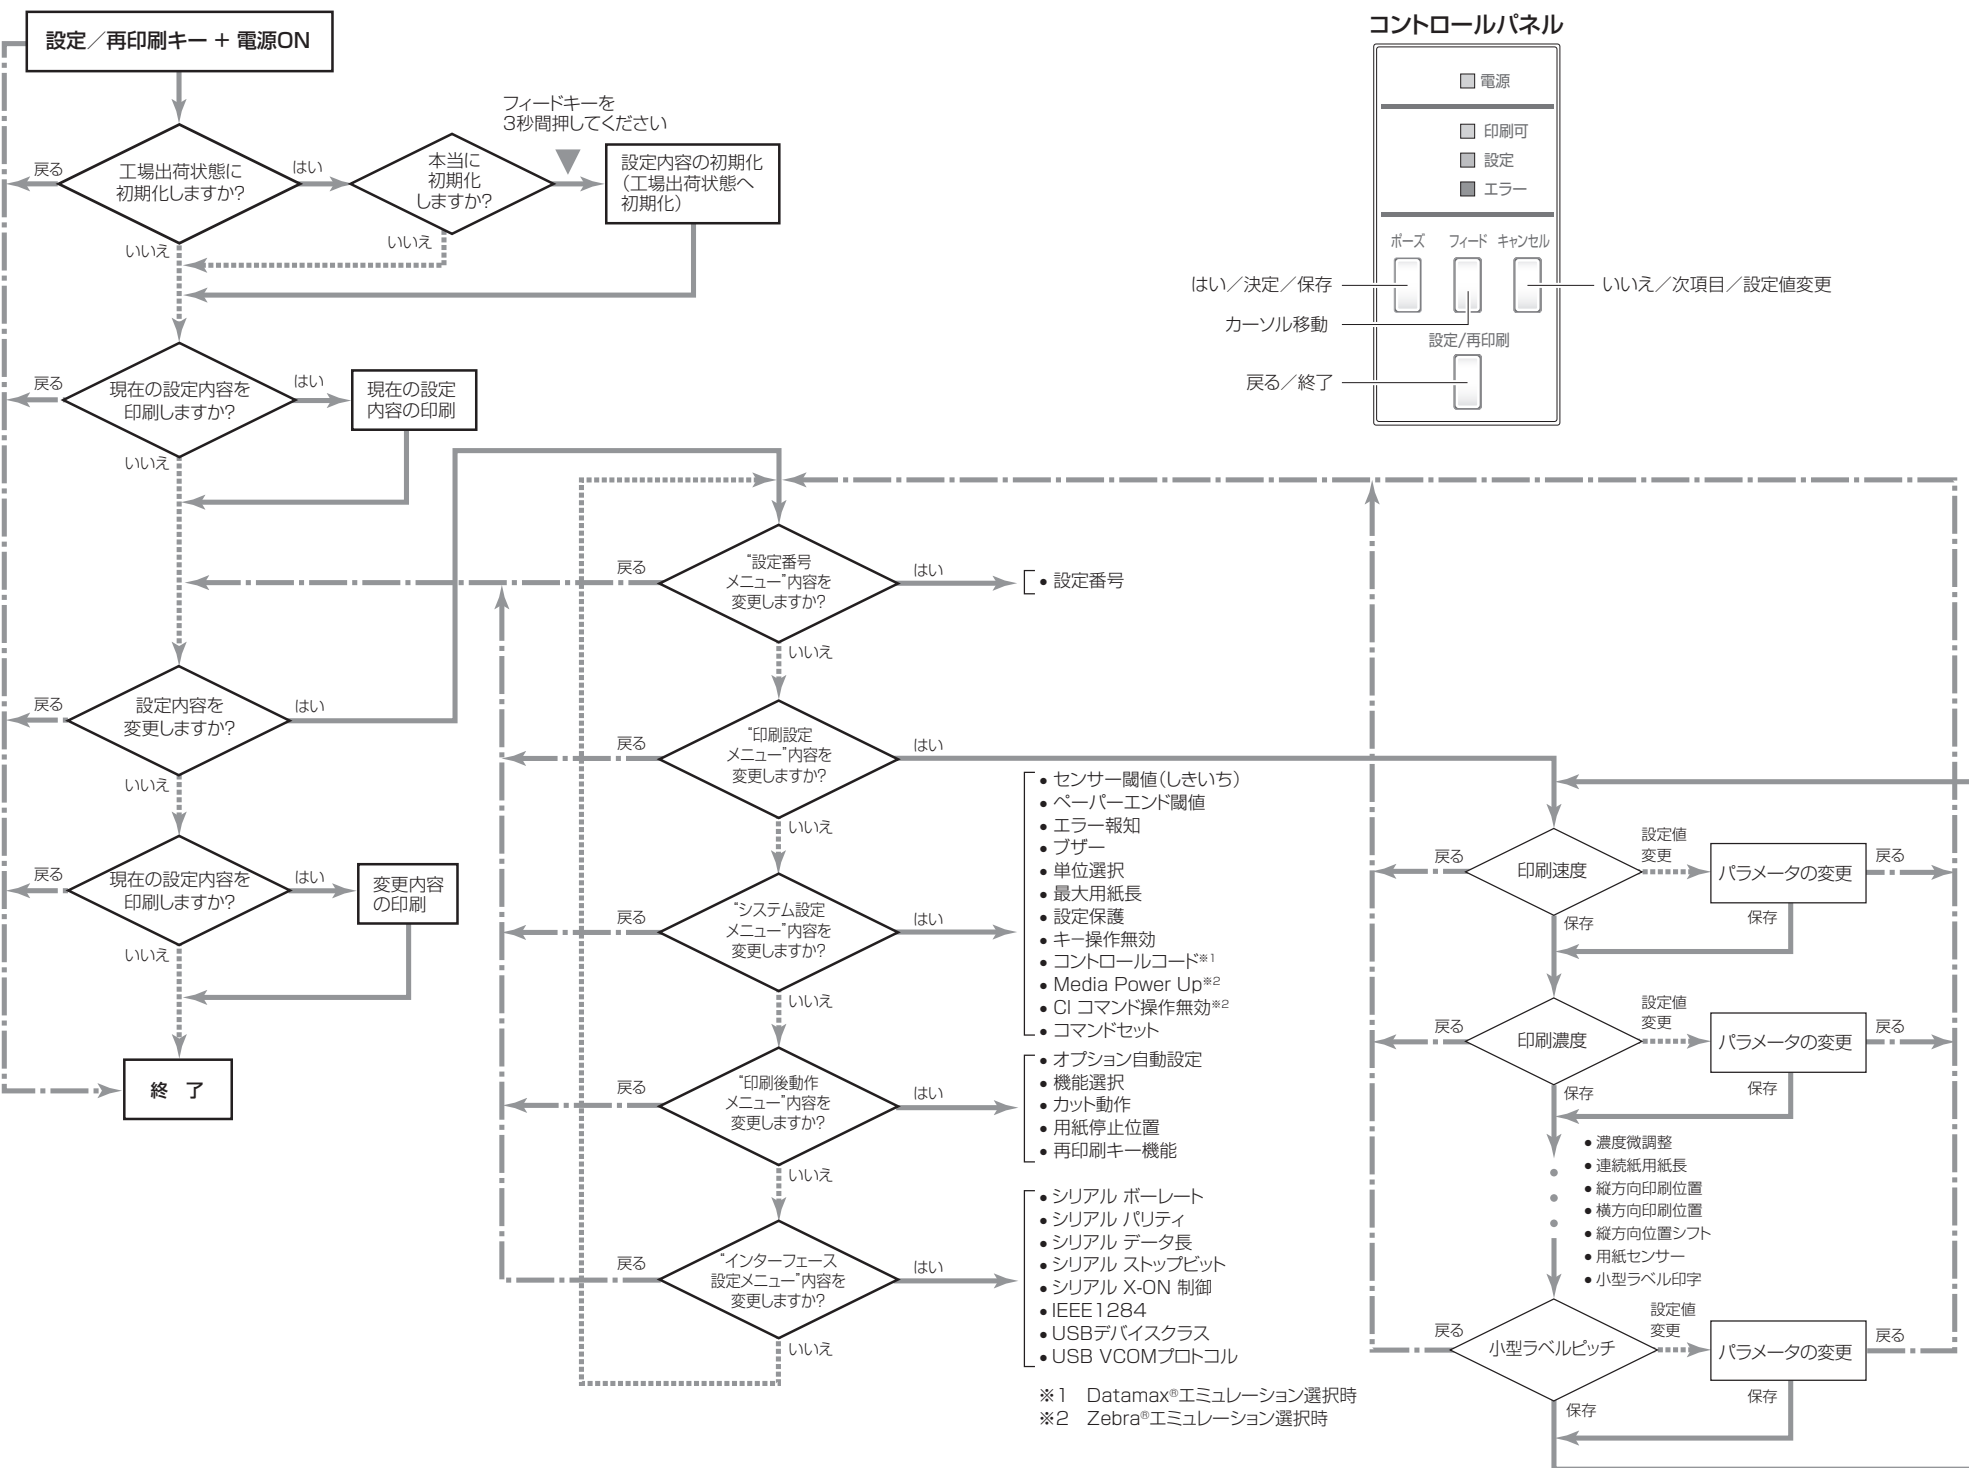 設定／再印刷キー + 電源ON
戻る
工場出荷状態に
初期化しますか?
はい
いいえ
本当に
初期化
しますか?
いいえ
フィードキーを
3秒間押してください
設定内容の初期化
（工場出荷状態へ
初期化）
戻る
現在の設定内容を
印刷しますか?
はい
いいえ
現在の設定
内容の印刷
戻る
設定内容を
変更しますか?
はい
いいえ
戻る
現在の設定内容を
印刷しますか?
はい
いいえ
変更内容
の印刷
終 了
コントロールパネル
電源
印刷可
設定
エラー
ポーズ フィード キャンセル
はい／決定／保存
いいえ／次項目／設定値変更
カーソル移動
設定/再印刷
戻る／終了
戻る
“設定番号
メニュー”内容を
変更しますか?
はい
いいえ
• 設定番号
戻る
“印刷設定
メニュー”内容を
変更しますか?
はい
いいえ
戻る
“システム設定
メニュー”内容を
変更しますか?
はい
いいえ
• センサー閾値（しきいち）
• ペーパーエンド閾値
• エラー報知
• ブザー
• 単位選択
• 最大用紙長
• 設定保護
• キー操作無効
• コントロールコード※1
• Media Power Up※2
• CI コマンド操作無効※2
• コマンドセット
戻る
“印刷後動作
メニュー”内容を
変更しますか?
はい
いいえ
• オプション自動設定
• 機能選択
• カット動作
• 用紙停止位置
• 再印刷キー機能
戻る
“インターフェース
設定メニュー”内容を
変更しますか?
はい
いいえ
• シリアル ボーレート
• シリアル パリティ
• シリアル データ長
• シリアル ストップビット
• シリアル X-ON 制御
• IEEE1284
• USBデバイスクラス
• USB VCOMプロトコル
※1 Datamax®エミュレーション選択時
※2 Zebra®エミュレーション選択時
戻る
印刷速度
設定値
変更
パラメータの変更
戻る
保存
保存
戻る
印刷濃度
設定値
変更
パラメータの変更
戻る
保存
保存
• 濃度微調整
• 連続紙用紙長
• 縦方向印刷位置
• 横方向印刷位置
• 縦方向位置シフト
• 用紙センサー
• 小型ラベル印字
戻る
小型ラベルピッチ
設定値
変更
パラメータの変更
戻る
保存
保存